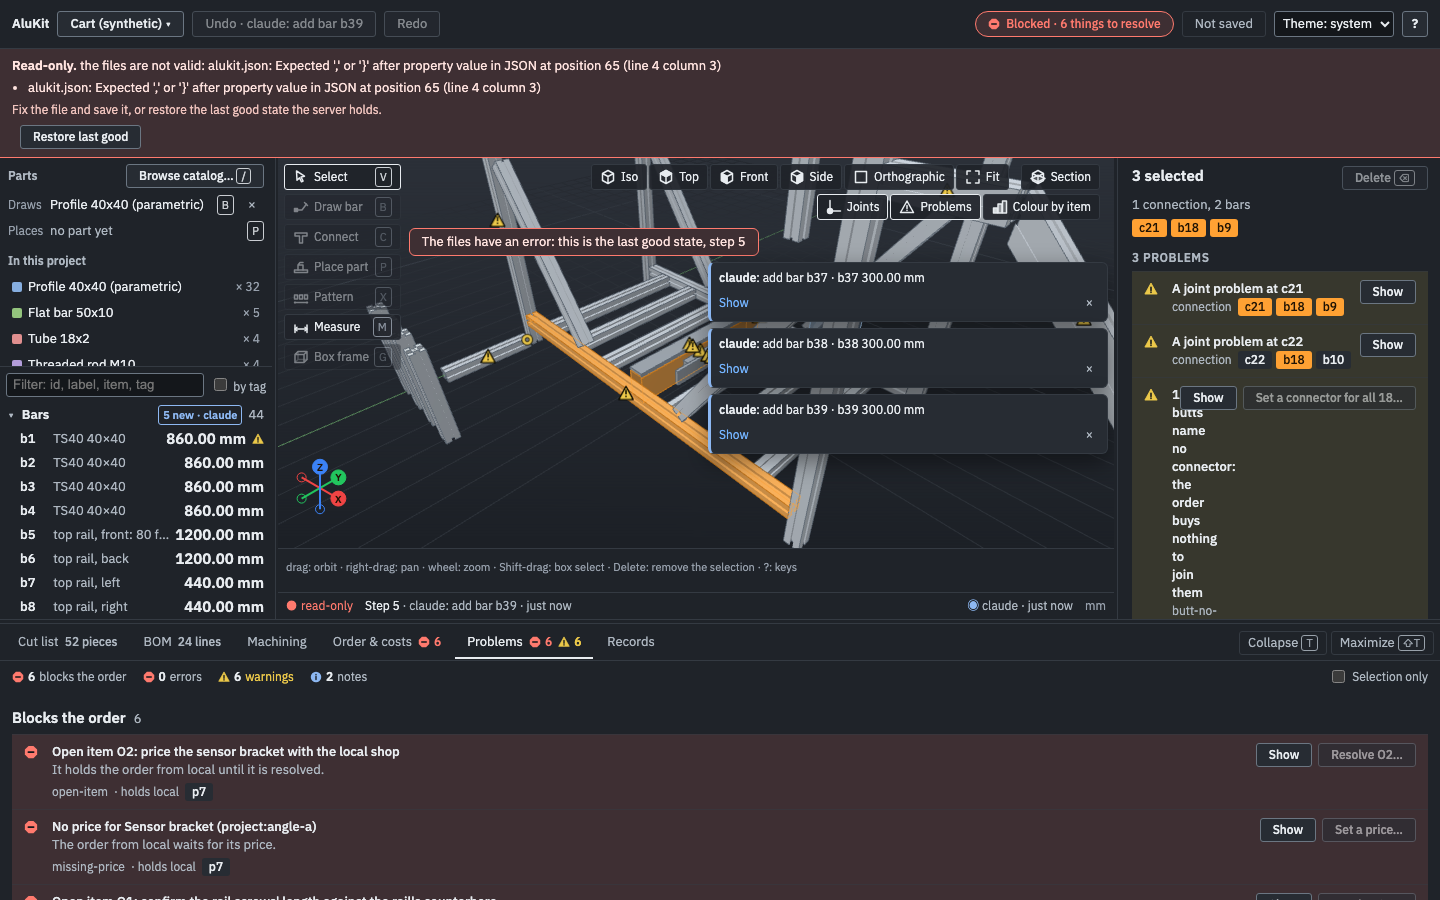 AluKit
Cart (synthetic) ▾
Undo · claude: add bar b39
Redo
Blocked · 6 things to resolve
Not saved
Theme: system
?
Read-only. the files are not valid: alukit.json: Expected ',' or '}' after property value in JSON at position 65 (line 4 column 3)
• alukit.json: Expected ',' or '}' after property value in JSON at position 65 (line 4 column 3)
Fix the file and save it, or restore the last good state the server holds.
Restore last good
Parts
Browse catalog... /
Draws Profile 40x40 (parametric) B ×
Places no part yet P
In this project
Profile 40x40 (parametric) × 32
Flat bar 50x10 × 5
Tube 18x2 × 4
Threaded rod M10 × 4
Filter: id, label, item, tag
by tag
▾ Bars 5 new · claude 44
b1 TS40 40×40 860.00 mm
b2 TS40 40×40 860.00 mm
b3 TS40 40×40 860.00 mm
b4 TS40 40×40 860.00 mm
b5 top rail, front: 80 f... 1200.00 mm
b6 top rail, back 1200.00 mm
b7 top rail, left 440.00 mm
b8 top rail, right 440.00 mm
Select V
Draw bar B
Connect C
Place part P
Pattern X
Measure M
Box frame G
Iso
Top
Front
Side
Orthographic
Fit
Section
Joints
Problems
Colour by item
The files have an error: this is the last good state, step 5
claude: add bar b37 · b37 300.00 mm
Show ×
claude: add bar b38 · b38 300.00 mm
Show ×
claude: add bar b39 · b39 300.00 mm
Show ×
Z
Y
X
drag: orbit · right-drag: pan · wheel: zoom · Shift-drag: box select · Delete: remove the selection · ?: keys
read-only Step 5 · claude: add bar b39 · just now
claude · just now mm
3 selected
Delete
1 connection, 2 bars
c21 b18 b9
3 PROBLEMS
A joint problem at c21
connection c21 b18 b9
Show
A joint problem at c22
connection c22 b18 b10
Show
1
Show
Set a connector for all 18...
butts
name
no
connector:
the
order
buys
nothing
to
join
them
butt-no-
Cut list 52 pieces
BOM 24 lines
Machining
Order & costs 6
Problems 6 6
Records
Collapse T
Maximize ⇧T
6 blocks the order
0 errors
6 warnings
2 notes
Selection only
Blocks the order 6
Open item O2: price the sensor bracket with the local shop
It holds the order from local until it is resolved.
open-item · holds local p7
Show
Resolve O2...
No price for Sensor bracket (project:angle-a)
The order from local waits for its price.
missing-price · holds local p7
Show
Set a price...